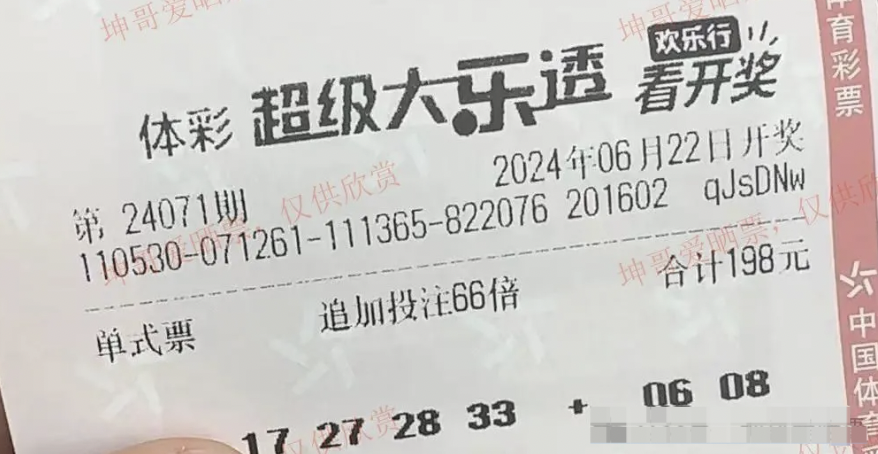 坤哥爱晒
欢乐行
看开奖
体彩 超级大乐透
2024年06月22日开奖
第 24071期
110530-071261-111365-822076 201602 qJsDNw
坤哥爱晒票，仅供欣赏
坤哥爱晒票，仅供
单式票 追加投注66倍 合计198元
17 27 28 33 + 06 08
仅供欣赏
体育彩票
中国体育